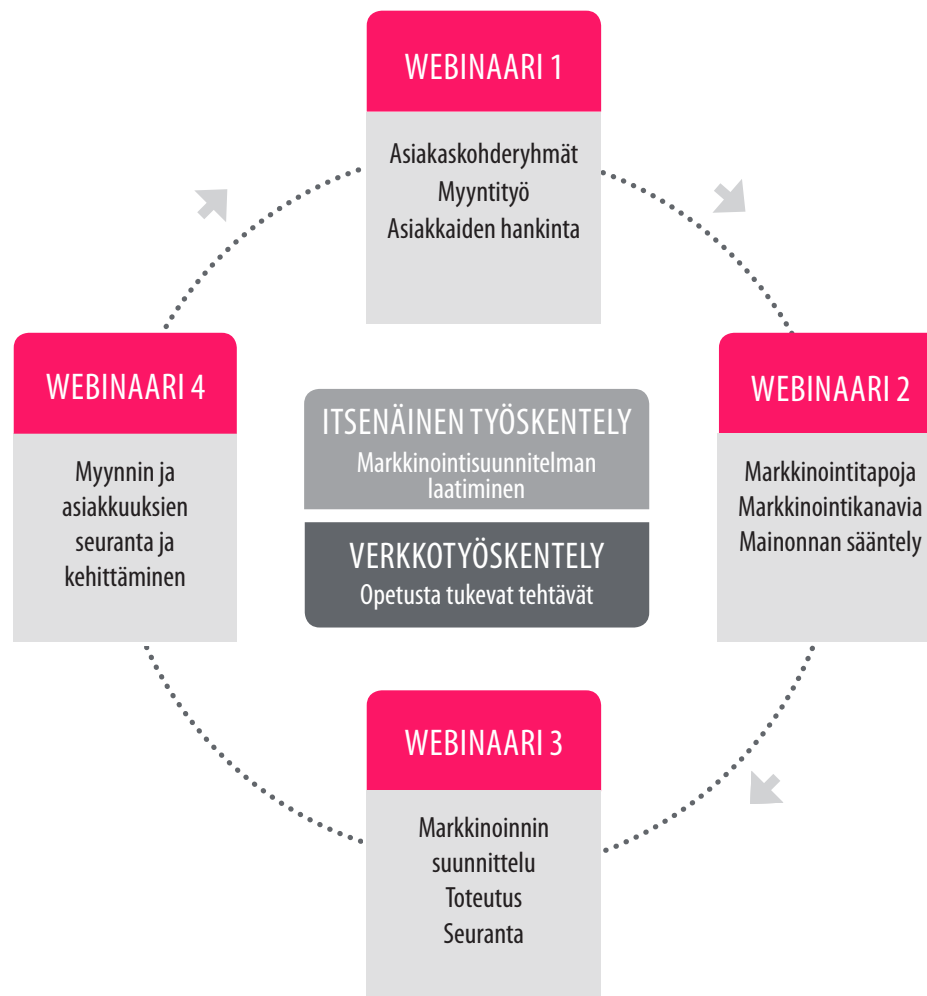 WEBINAARI 1
Asiakaskohderyhmät
Myyntityö
Asiakkaiden hankinta
WEBINAARI 2
Markkinointitapoja
Markkinointikanavia
Mainonnan sääntely
WEBINAARI 3
Markkinoinnin
suunnittelu
Toteutus
Seuranta
WEBINAARI 4
Myynnin ja
asiakkuuksien
seuranta ja
kehittäminen
ITSENÄINEN TYÖSKENTELY
Markkinointisuunnitelman
laatiminen
VERKKOTYÖSKENTELY
Opetusta tukevat tehtävät